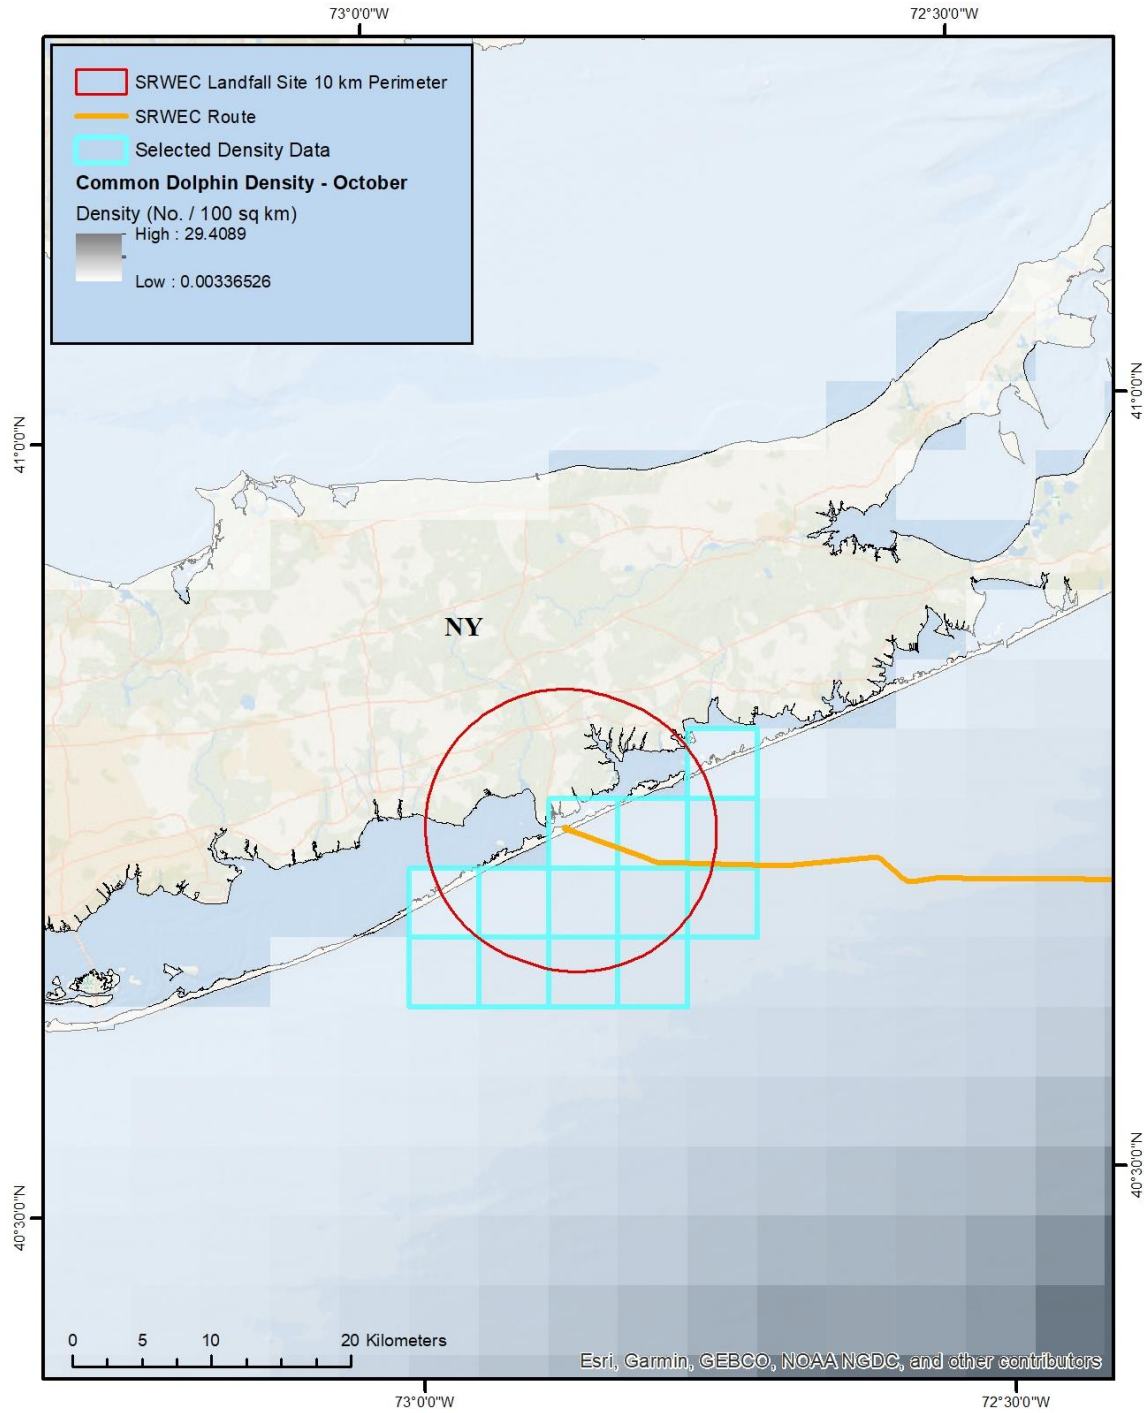 73°0'0"W
72°30'0"W
SRWEC Landfall Site 10 km Perimeter
SRWEC Route
Selected Density Data
Common Dolphin Density - October
Density (No. / 100 sq km)
High : 29.4089
Low : 0.00336526
41°0'0"N
41°0'0"N
NY
40°30'0"N
40°30'0"N
0 5 10 20 Kilometers
Esri, Garmin, GEBCO, NOAA NGDC, and other contributors
73°0'0"W
72°30'0"W